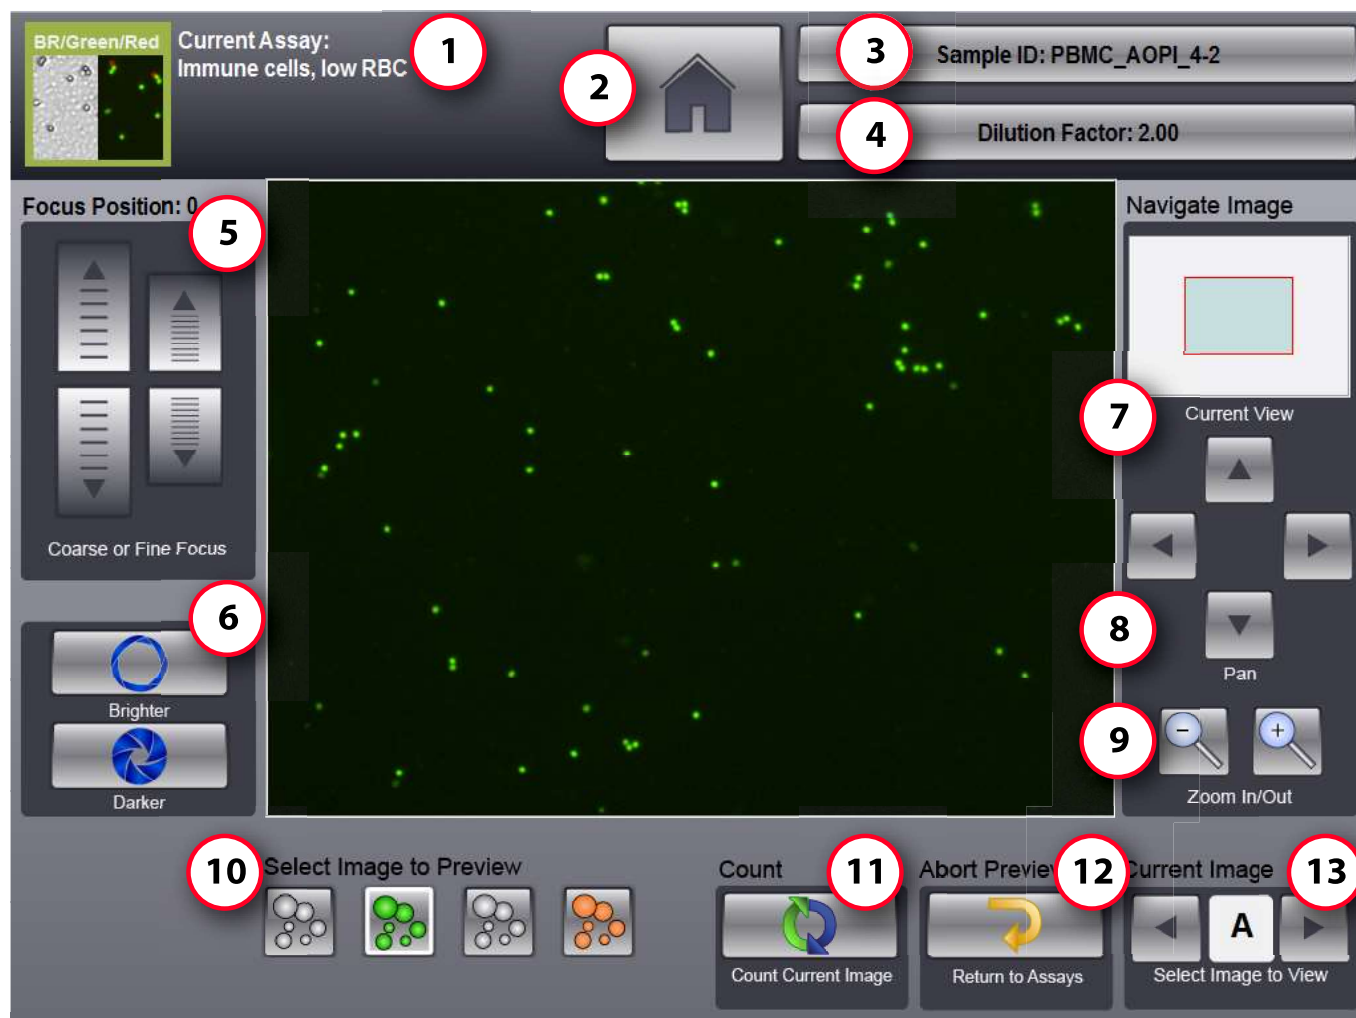 BR/Green/Red
Current Assay:
Immune cells, low RBC
1
2
3
Sample ID: PBMC_AOPI_4-2
4
Dilution Factor: 2.00
Focus Position: 0
5
Coarse or Fine Focus
6
Brighter
Darker
Navigate Image
7
Current View
8
Pan
9
Zoom In/Out
10
Select Image to Preview
Count
11
Count Current Image
Abort Preview
12
Return to Assays
Current Image
13
A
Select Image to View